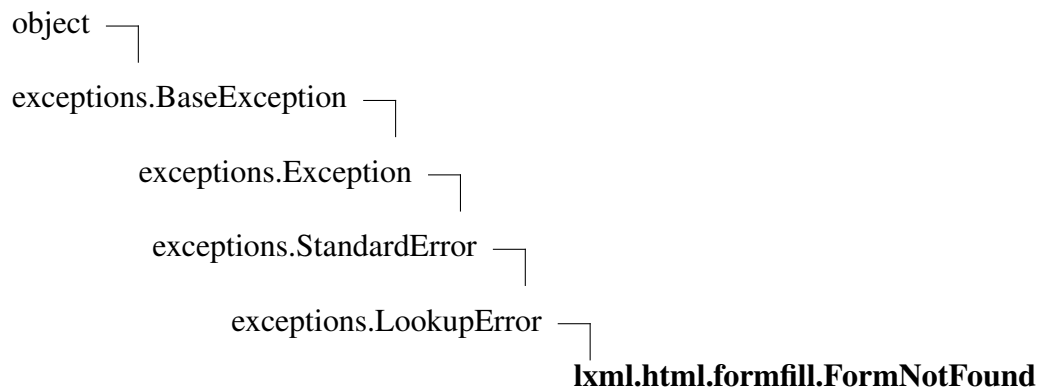 object
exceptions.BaseException
exceptions.Exception
exceptions.StandardError
exceptions.LookupError
lxml.html.formfill.FormNotFound